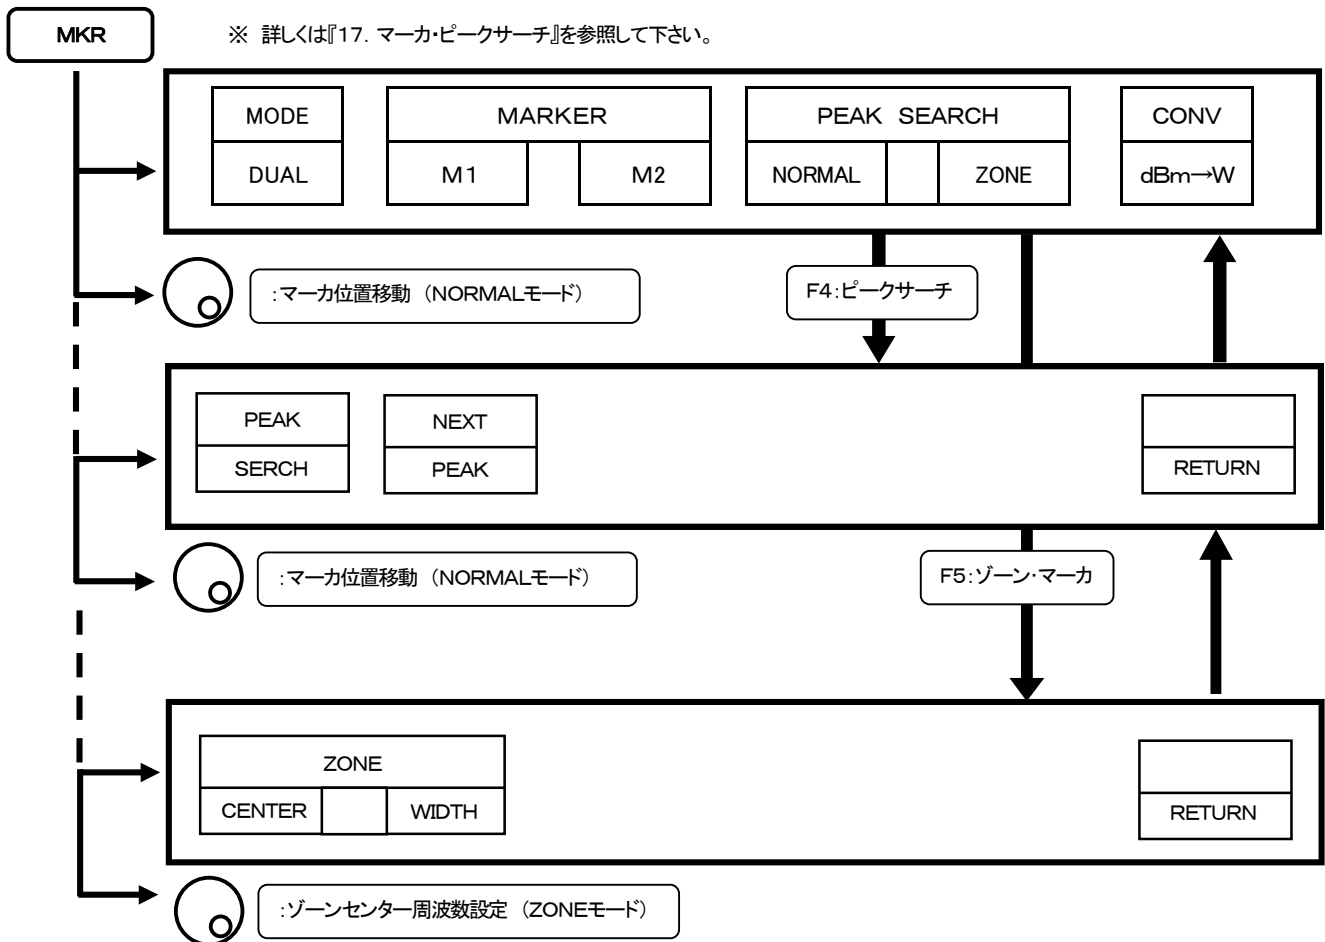 MKR
※ 詳しくは『17. マーカ・ピークサーチ』を参照して下さい。
MODE
DUAL
MARKER
M1
M2
PEAK SEARCH
NORMAL
ZONE
CONV
dBm→W
:マーカ位置移動 (NORMALモード)
F4:ピークサーチ
PEAK
SERCH
NEXT
PEAK
RETURN
:マーカ位置移動 (NORMALモード)
F5:ゾーン・マーカ
ZONE
CENTER
WIDTH
RETURN
:ゾーンセンター周波数設定 (ZONEモード)